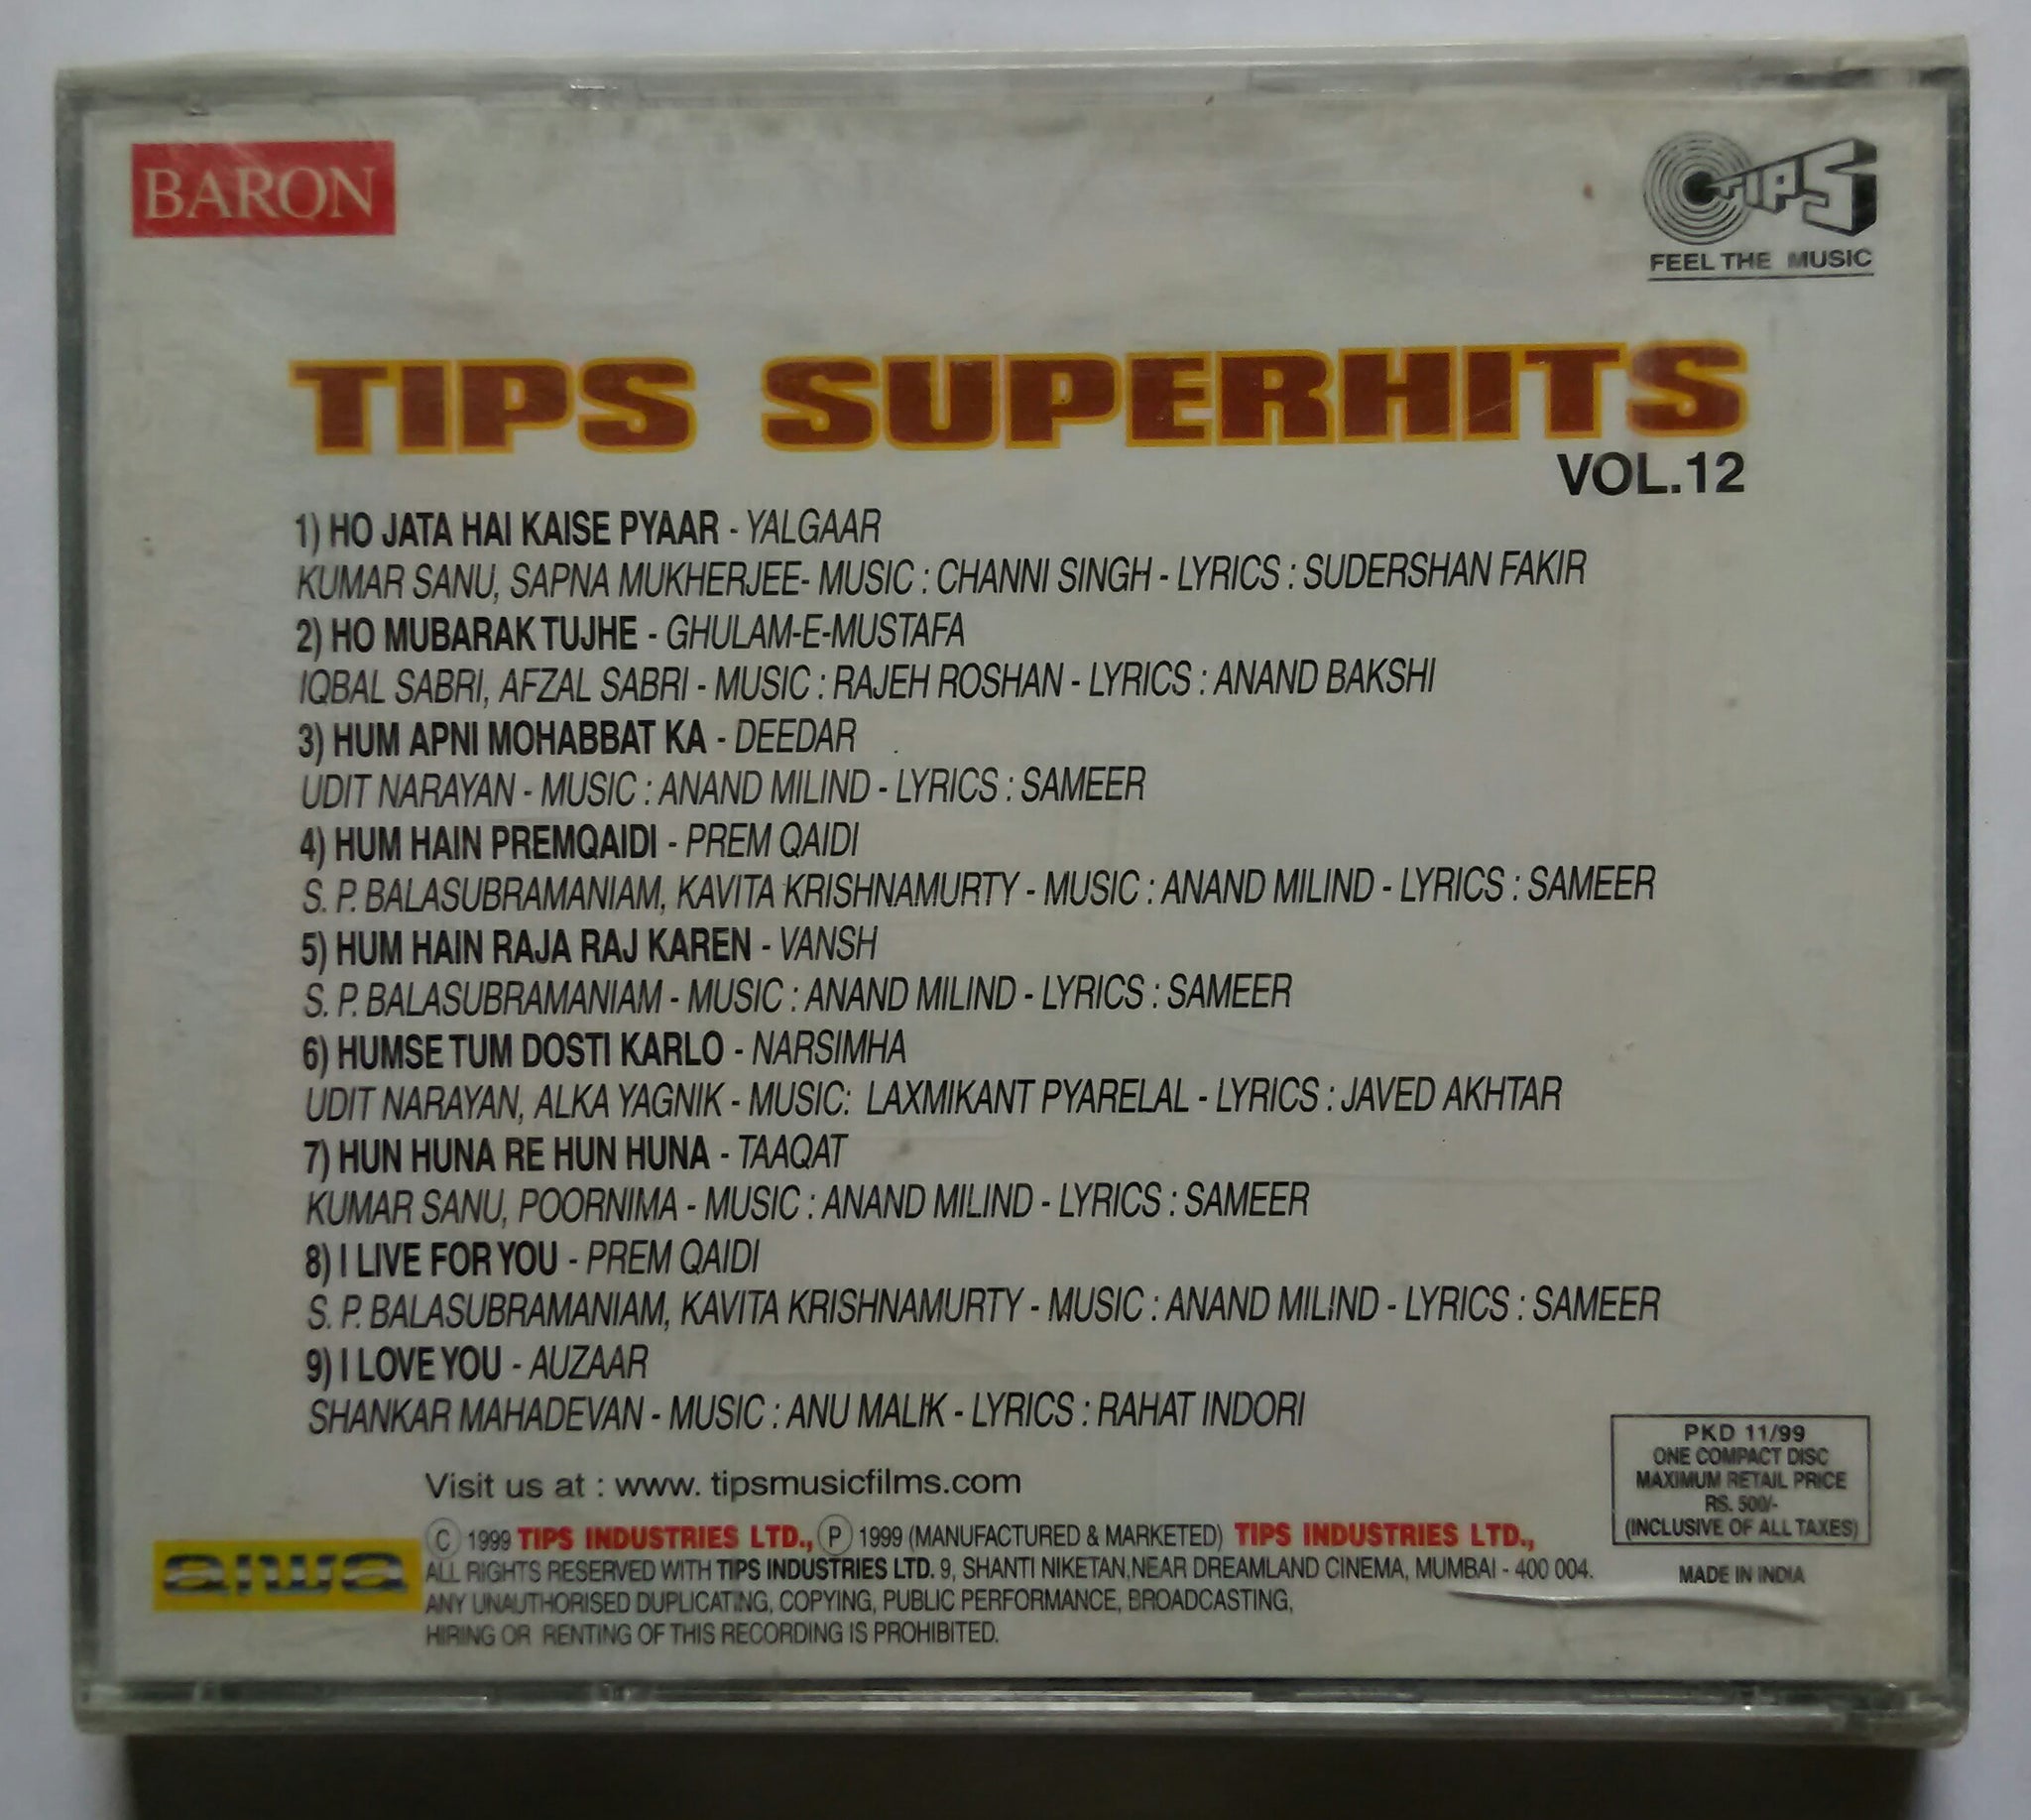 BARON
TIPS
FEEL THE MUSIC
TIPS SUPERHITS
VOL.12
1) HO JATA HAI KAISE PYAAR - YALGAAR
KUMAR SANU, SAPNA MUKHERJEE- MUSIC : CHANNI SINGH - LYRICS : SUDERSHAN FAKIR
2) HO MUBARAK TUJHE - GHULAM-E-MUSTAFA
IQBAL SABRI, AFZAL SABRI - MUSIC : RAJEH ROSHAN - LYRICS : ANAND BAKSHI
3) HUM APNI MOHABBAT KA - DEEDAR
UDIT NARAYAN - MUSIC : ANAND MILIND - LYRICS : SAMEER
4) HUM HAIN PREMQAIDI - PREM QAIDI
S. P. BALASUBRAMANIAM, KAVITA KRISHNAMURTY - MUSIC : ANAND MILIND - LYRICS : SAMEER
5) HUM HAIN RAJA RAJ KAREN - VANSH
S. P. BALASUBRAMANIAM - MUSIC : ANAND MILIND - LYRICS : SAMEER
6) HUMSE TUM DOSTI KARLO - NARSIMHA
UDIT NARAYAN, ALKA YAGNIK - MUSIC: LAXMIKANT PYARELAL - LYRICS : JAVED AKHTAR
7) HUN HUNA RE HUN HUNA - TAAQAT
KUMAR SANU, POORNIMA - MUSIC : ANAND MILIND - LYRICS : SAMEER
8) I LIVE FOR YOU - PREM QAIDI
S. P. BALASUBRAMANIAM, KAVITA KRISHNAMURTY - MUSIC : ANAND MILIND - LYRICS : SAMEER
9) I LOVE YOU - AUZAAR
SHANKAR MAHADEVAN - MUSIC : ANU MALIK - LYRICS : RAHAT INDORI
PKD 11/99
ONE COMPACT DISC
MAXIMUM RETAIL PRICE
RS. 500/-
(INCLUSIVE OF ALL TAXES)
MADE IN INDIA
Visit us at : www. tipsmusicfilms.com
aiwa
© 1999 TIPS INDUSTRIES LTD., ℗ 1999 (MANUFACTURED & MARKETED) TIPS INDUSTRIES LTD.,
ALL RIGHTS RESERVED WITH TIPS INDUSTRIES LTD. 9, SHANTI NIKETAN,NEAR DREAMLAND CINEMA, MUMBAI - 400 004.
ANY UNAUTHORISED DUPLICATING, COPYING, PUBLIC PERFORMANCE, BROADCASTING,
HIRING OR RENTING OF THIS RECORDING IS PROHIBITED.